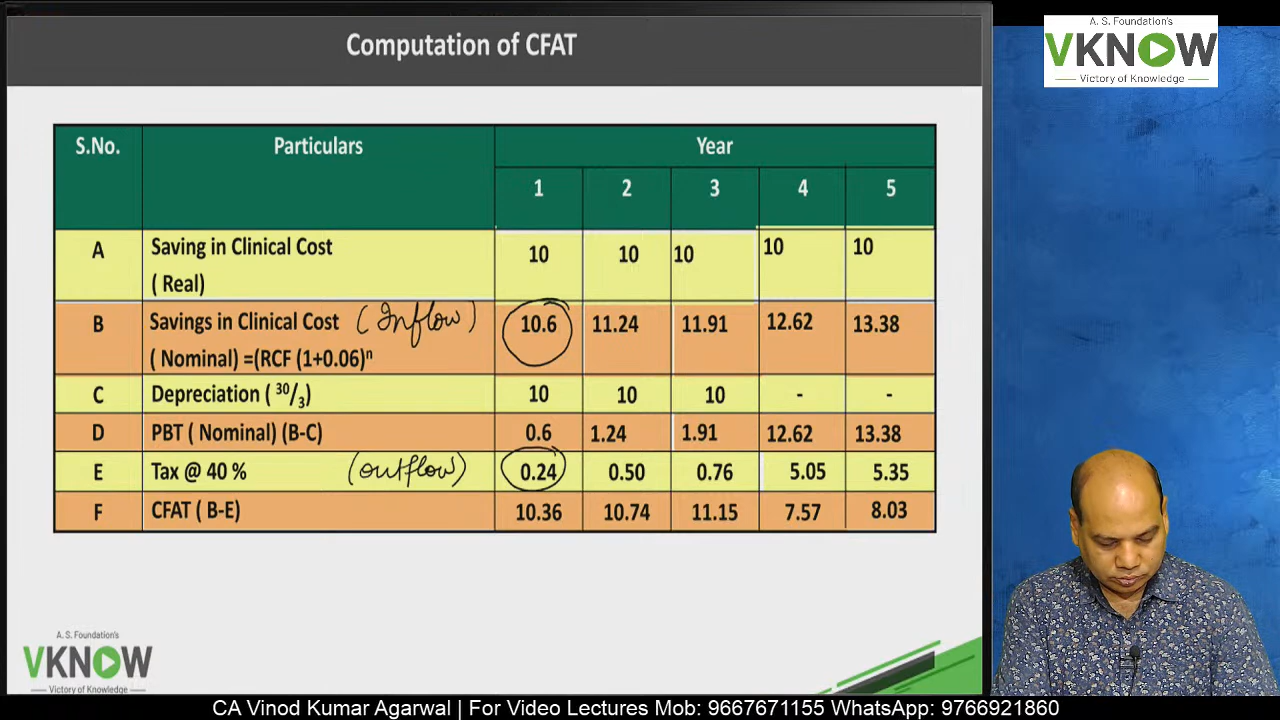 Computation of CFAT
A. S. Foundation's
VKNOW
Victory of Knowledge
S.No. Particulars Year
1 2 3 4 5
A Saving in Clinical Cost 10 10 10 10 10
( Real)
B Savings in Clinical Cost (Inflow) 10.6 11.24 11.91 12.62 13.38
( Nominal) =(RCF (1+0.06)ⁿ
C Depreciation ( ³⁰/₃) 10 10 10 - -
D PBT ( Nominal) (B-C) 0.6 1.24 1.91 12.62 13.38
E Tax @ 40 % (outflow) 0.24 0.50 0.76 5.05 5.35
F CFAT ( B-E) 10.36 10.74 11.15 7.57 8.03
A. S. Foundation's
VKNOW
Victory of Knowledge
CA Vinod Kumar Agarwal | For Video Lectures Mob: 9667671155 WhatsApp: 9766921860